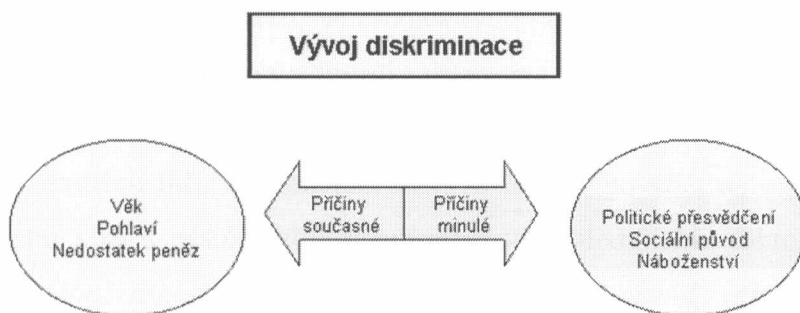 Vývoj diskriminace
Věk
Pohlaví
Nedostatek peněz
Příčiny
současné
Příčiny
minulé
Politické přesvědčení
Sociální původ
Náboženství